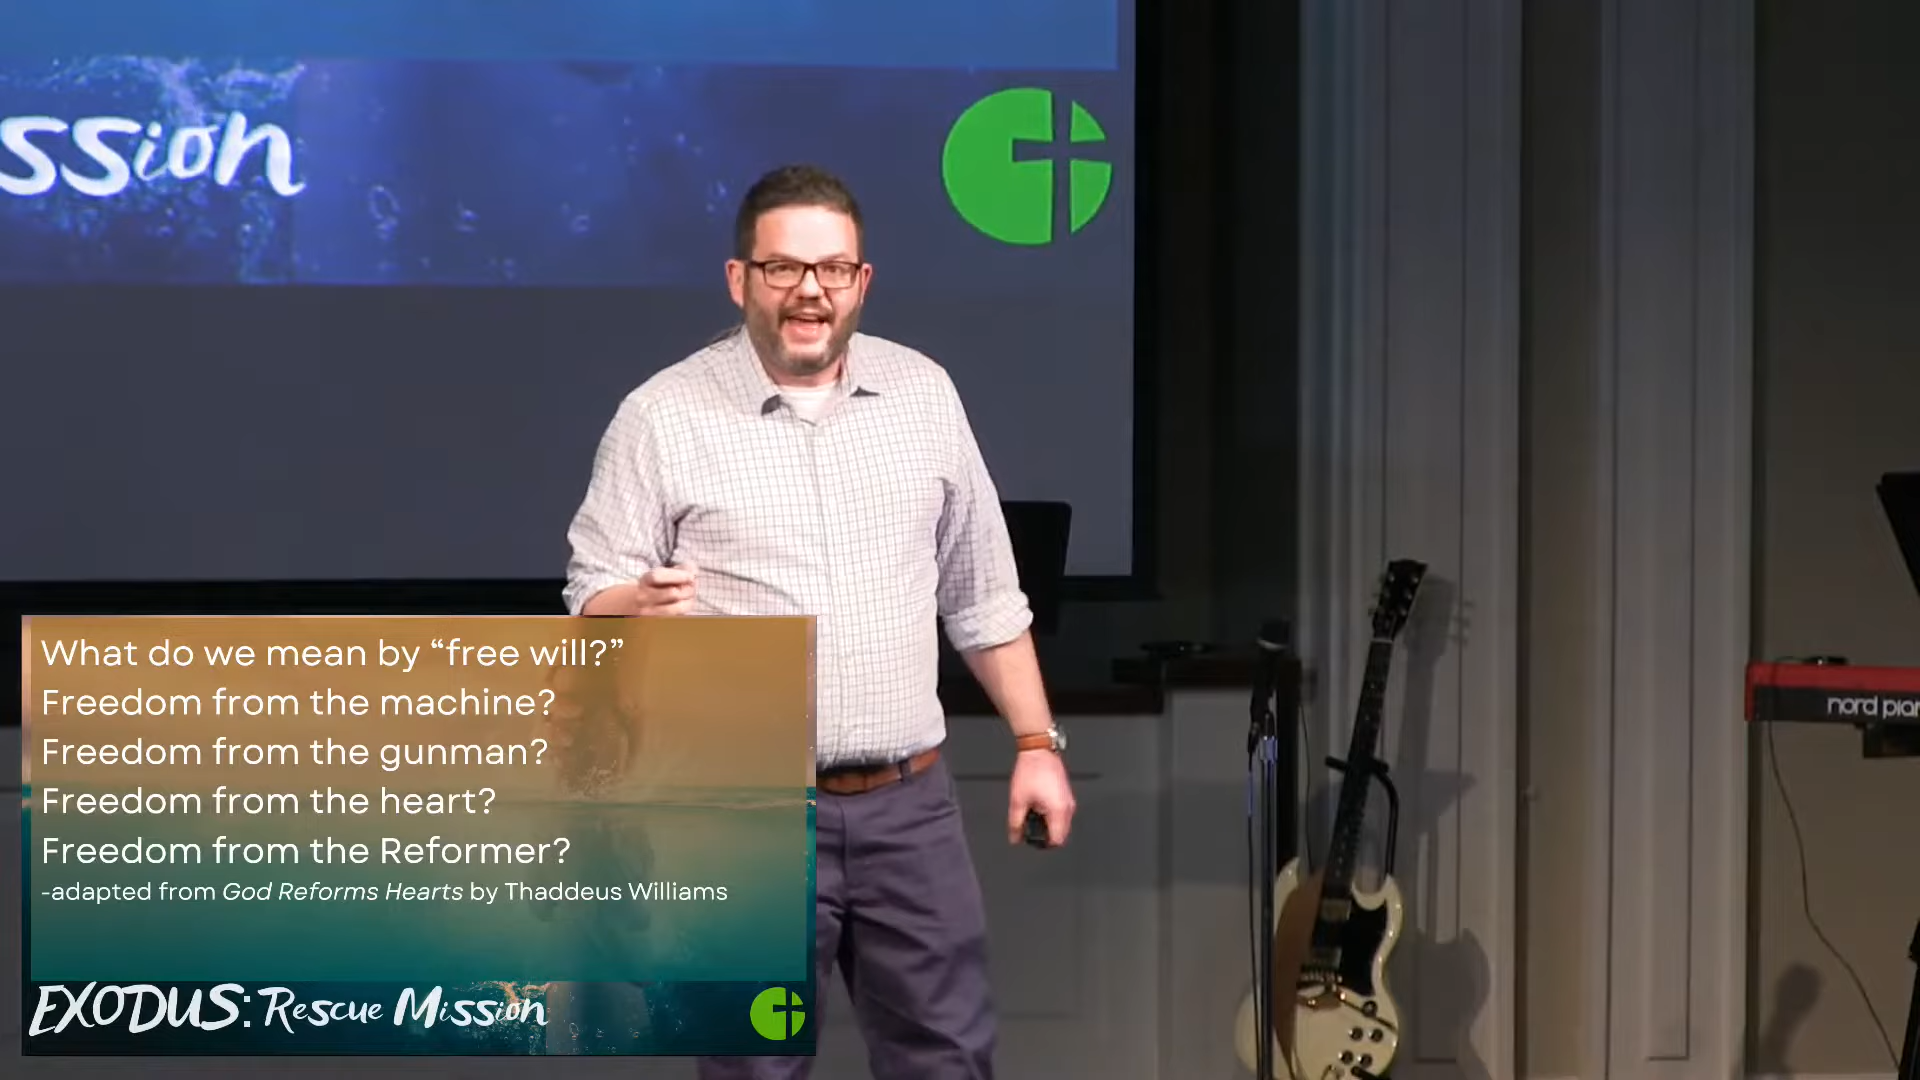 ssion
What do we mean by “free will?”
Freedom from the machine?
Freedom from the gunman?
Freedom from the heart?
Freedom from the Reformer?
-adapted from God Reforms Hearts by Thaddeus Williams
EXODUS: Rescue Mission
nord pia